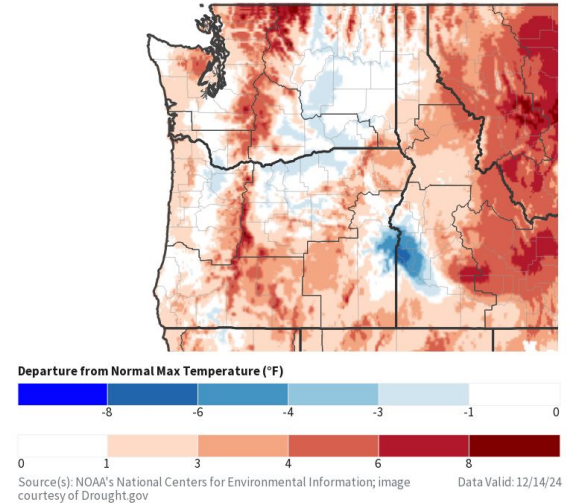 Departure from Normal Max Temperature (°F)
-8 -6 -4 -3 -1 0
0 1 3 4 6 8
Source(s): NOAA's National Centers for Environmental Information; image
courtesy of Drought.gov
Data Valid: 12/14/24